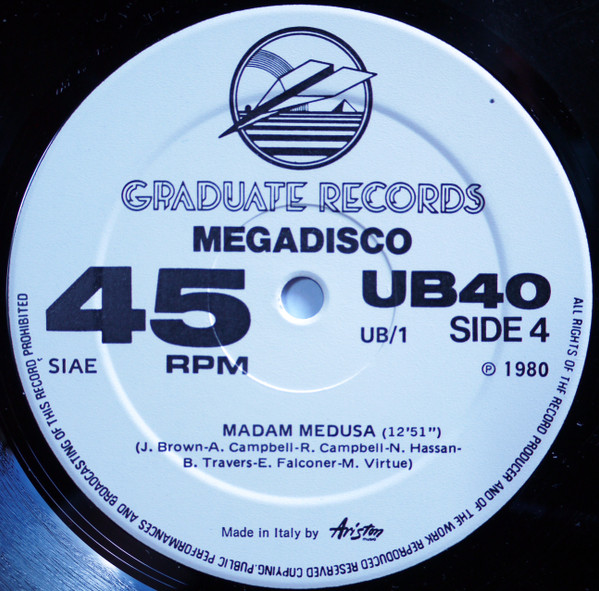 GRADUATE RECORDS
MEGADISCO
45
RPM
SIAE
UB40
UB/1 SIDE 4
℗ 1980
MADAM MEDUSA (12'51")
(J. Brown-A. Campbell-R. Campbell-N. Hassan-
B. Travers-E. Falconer-M. Virtue)
Made in Italy by Ariston
ALL RIGHTS OF THE RECORD PRODUCER AND OF THE WORK REPRODUCED RESERVED COPYING.PUBLIC PERFORMANCES AND BROADCASTING OF THIS RECORD PROHIBITED